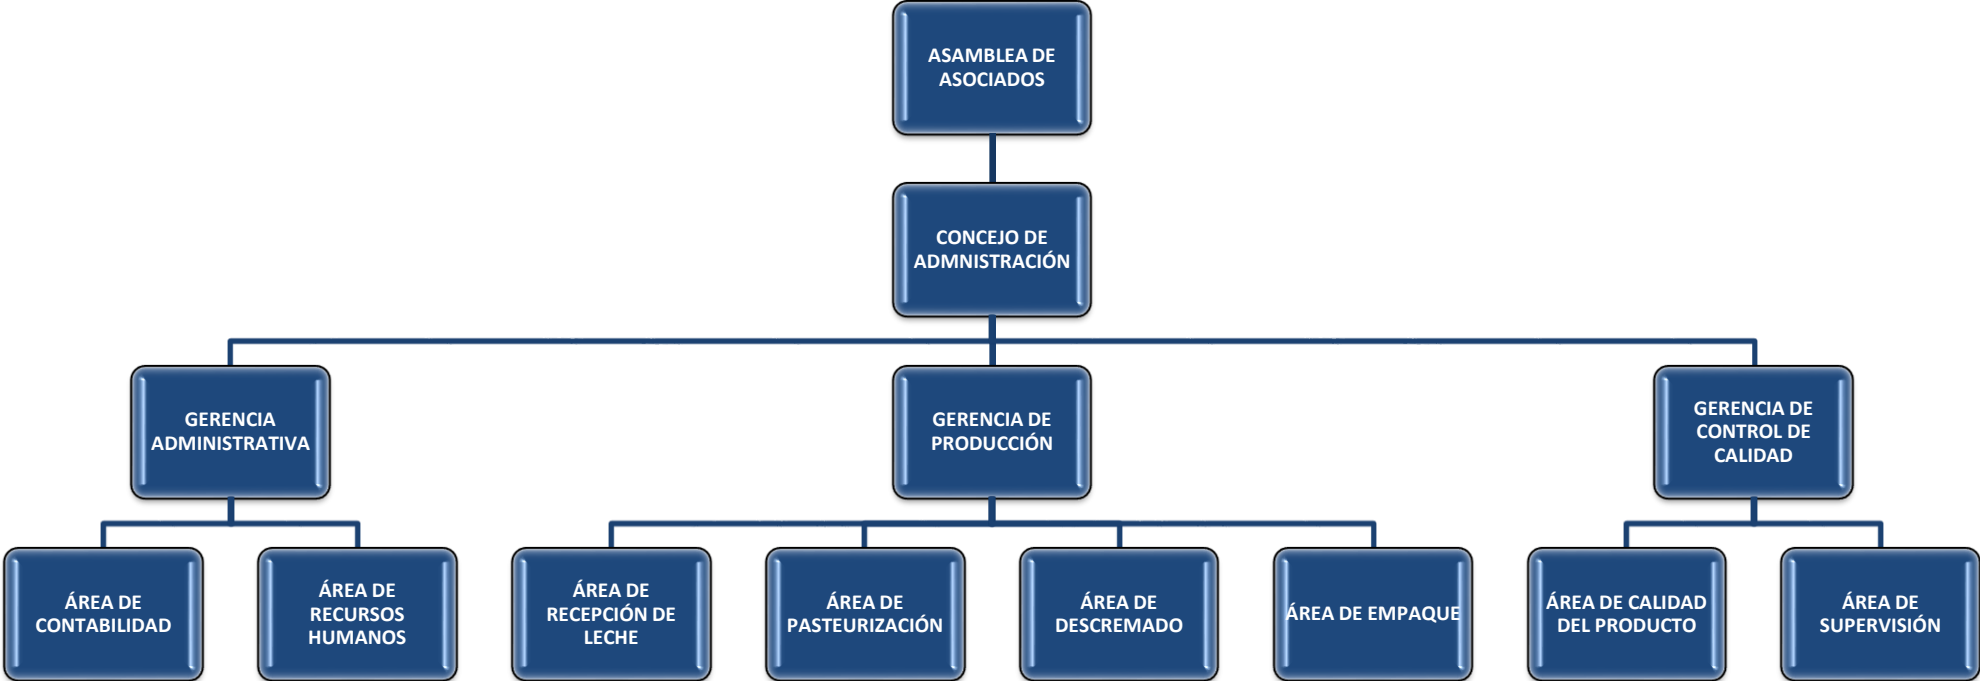 ASAMBLEA DE
ASOCIADOS
CONCEJO DE
ADMNISTRACIÓN
GERENCIA
ADMINISTRATIVA
GERENCIA DE
PRODUCCIÓN
GERENCIA DE
CONTROL DE
CALIDAD
ÁREA DE
CONTABILIDAD
ÁREA DE
RECURSOS
HUMANOS
ÁREA DE
RECEPCIÓN DE
LECHE
ÁREA DE
PASTEURIZACIÓN
ÁREA DE
DESCREMADO
ÁREA DE EMPAQUE
ÁREA DE CALIDAD
DEL PRODUCTO
ÁREA DE
SUPERVISIÓN